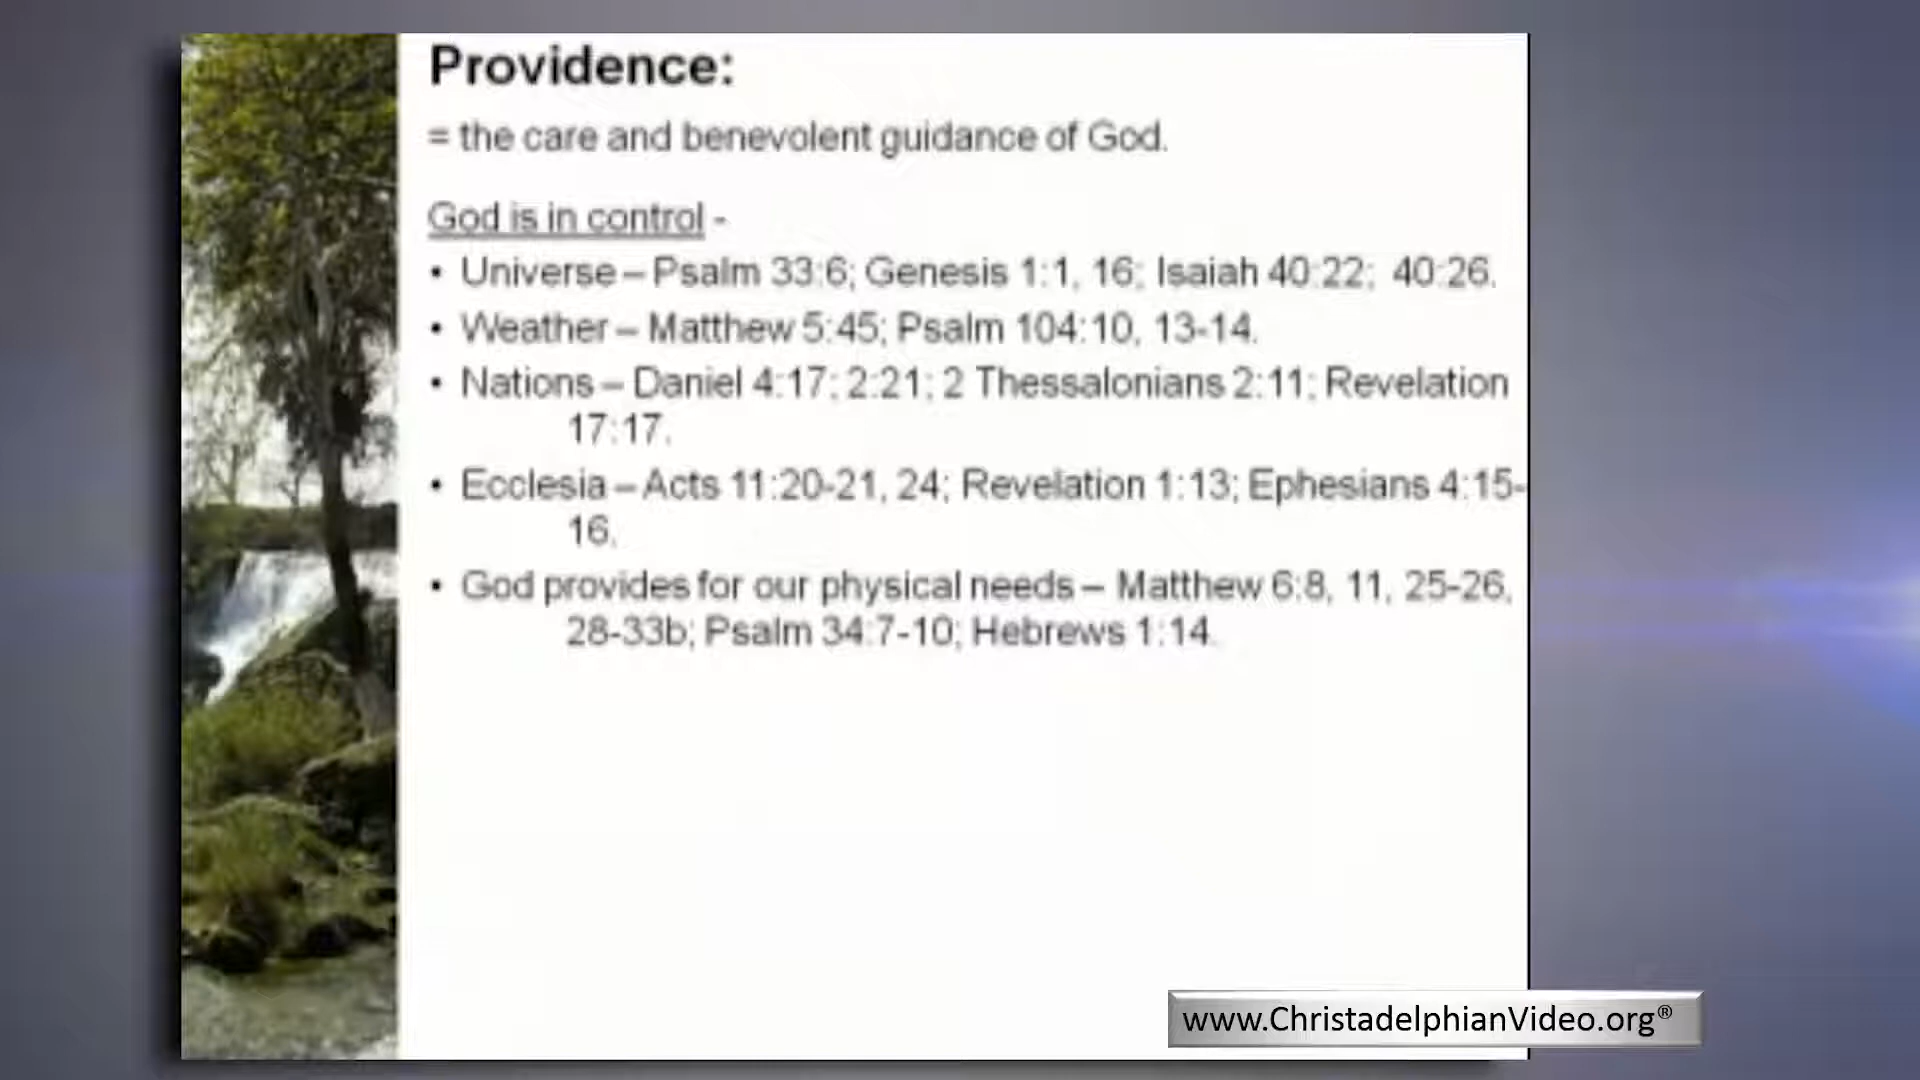 Providence:
= the care and benevolent guidance of God.
God is in control -
• Universe – Psalm 33:6; Genesis 1:1, 16; Isaiah 40:22; 40:26.
• Weather – Matthew 5:45; Psalm 104:10, 13-14.
• Nations – Daniel 4:17; 2:21; 2 Thessalonians 2:11; Revelation
17:17.
• Ecclesia – Acts 11:20-21, 24; Revelation 1:13; Ephesians 4:15-
16.
• God provides for our physical needs – Matthew 6:8, 11, 25-26,
28-33b; Psalm 34:7-10; Hebrews 1:14.
www.ChristadelphianVideo.org®